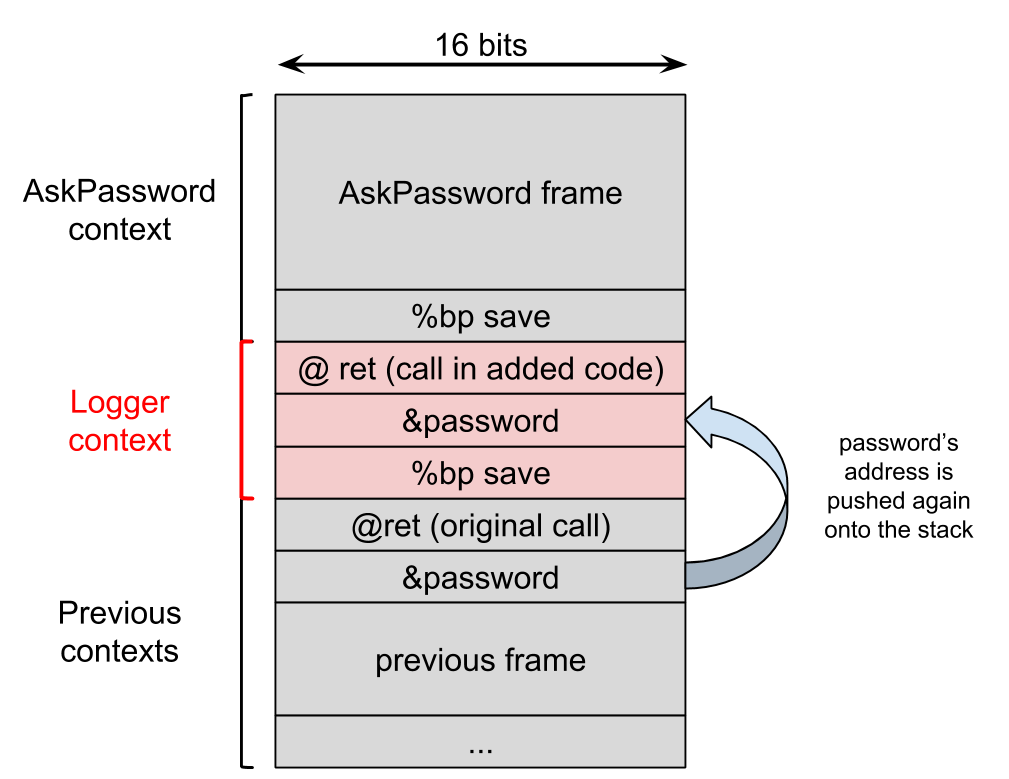 16 bits
AskPassword
context
AskPassword frame
%bp save
Logger
context
@ ret (call in added code)
&password
%bp save
password's
address is
pushed again
onto the stack
Previous
contexts
@ret (original call)
&password
previous frame
...